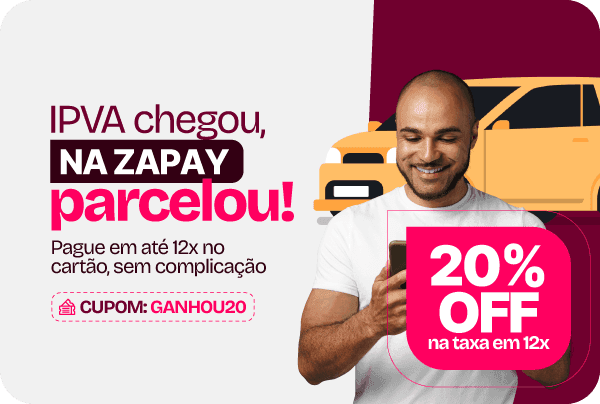 IPVA chegou,
NA ZAPAY
parcelou!
Pague em até 12x no
cartão, sem complicação
CUPOM: GANHOU20
20%
OFF
na taxa em 12x